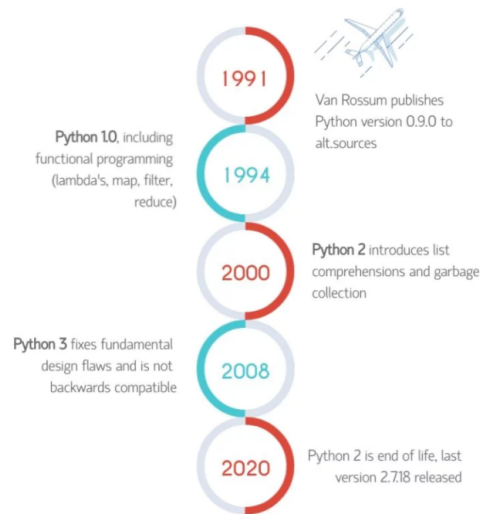 1991
Van Rossum publishes
Python version 0.9.0 to
alt.sources
Python 1.0, including
functional programming
(lambda's, map, filter,
reduce)
1994
2000
Python 2 introduces list
comprehensions and garbage
collection
Python 3 fixes fundamental
design flaws and is not
backwards compatible
2008
2020
Python 2 is end of life, last
version 2.7.18 released